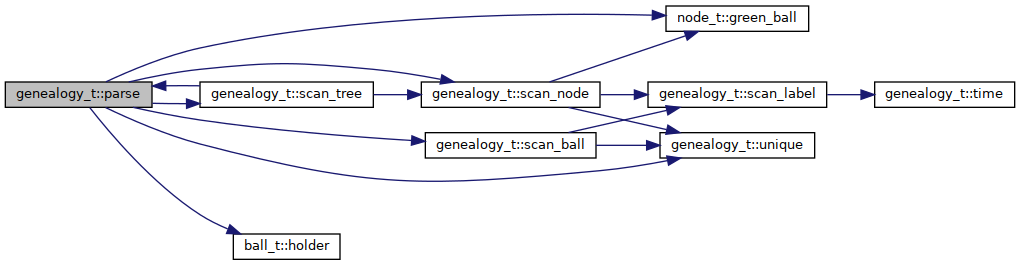 node_t::green_ball
genealogy_t::parse
genealogy_t::scan_tree
genealogy_t::scan_node
genealogy_t::scan_label
genealogy_t::time
genealogy_t::scan_ball
genealogy_t::unique
ball_t::holder